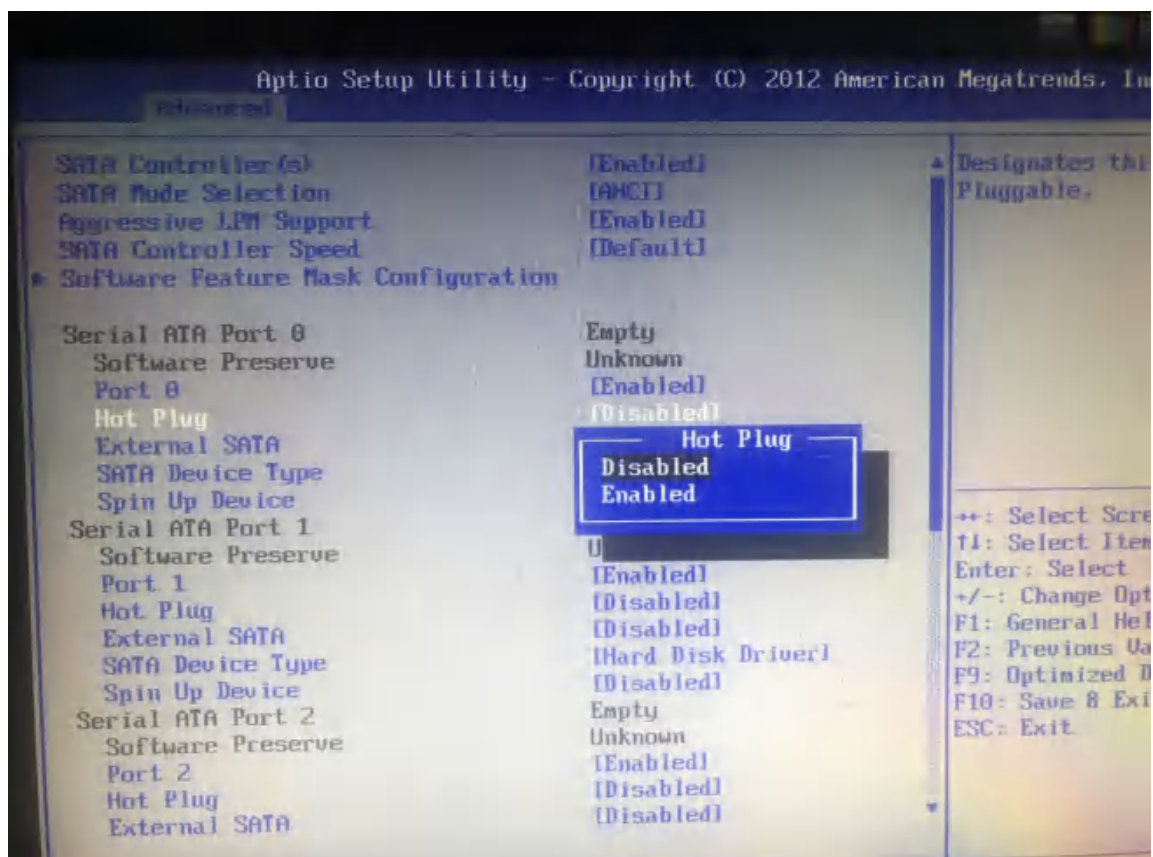 Aptio Setup Utility - Copyright (C) 2012 American Megatrends, In
Advanced
SATA Controller(s) [Enabled]
SATA Mode Selection [AHCI]
Aggressive LPM Support [Enabled]
SATA Controller Speed [Default]
Software Feature Mask Configuration
Serial ATA Port 0 Empty
Software Preserve Unknown
Port 0 [Enabled]
Hot Plug [Disabled]
External SATA
SATA Device Type
Spin Up Device
Hot Plug
Disabled
Enabled
Serial ATA Port 1
Software Preserve U
Port 1 [Enabled]
Hot Plug [Disabled]
External SATA [Disabled]
SATA Device Type [Hard Disk Driver]
Spin Up Device [Disabled]
Serial ATA Port 2 Empty
Software Preserve Unknown
Port 2 [Enabled]
Hot Plug [Disabled]
External SATA [Disabled]
Designates thi
Pluggable.
↔: Select Scre
↑↓: Select Item
Enter: Select
+/-: Change Opt
F1: General Hel
F2: Previous Va
F9: Optimized D
F10: Save & Exi
ESC: Exit